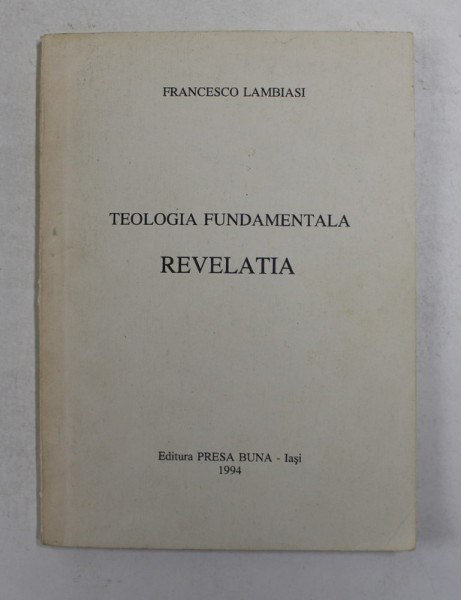 FRANCESCO LAMBIASI
TEOLOGIA FUNDAMENTALA
REVELATIA
Editura PRESA BUNA - Iaşi
1994